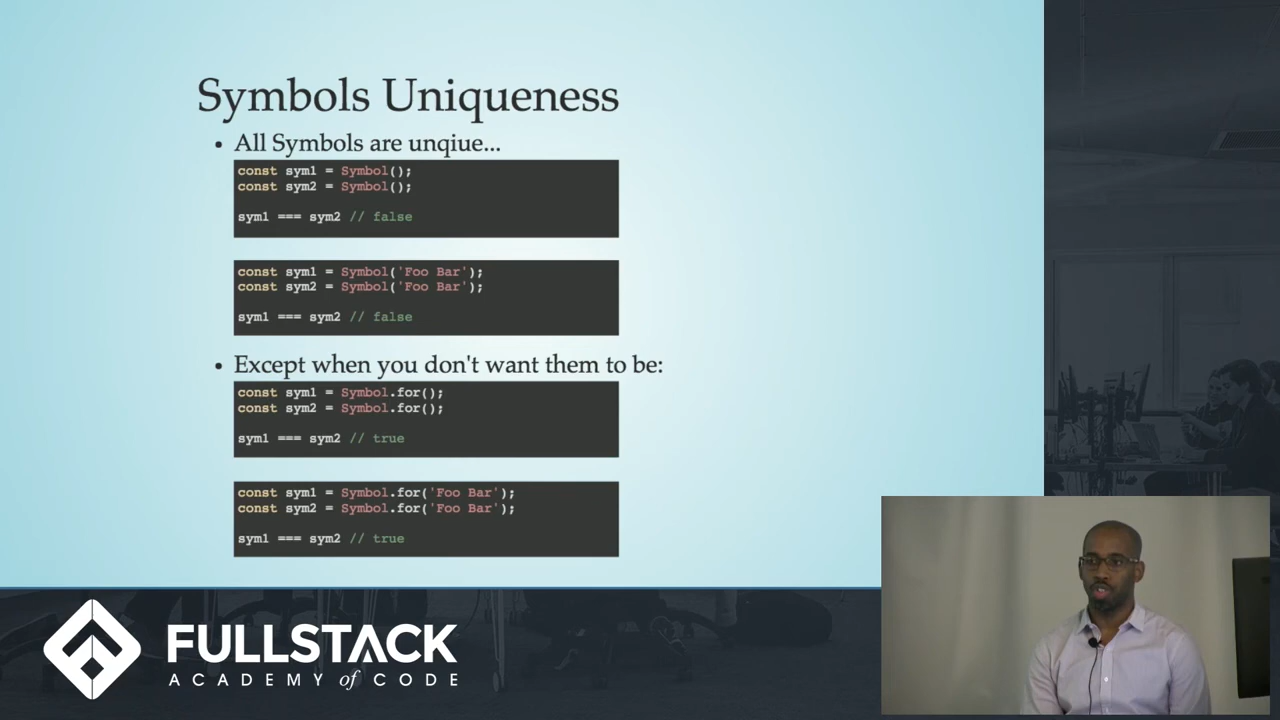 Symbols Uniqueness
• All Symbols are unqiue...
const sym1 = Symbol();
const sym2 = Symbol();
sym1 === sym2 // false
const sym1 = Symbol('Foo Bar');
const sym2 = Symbol('Foo Bar');
sym1 === sym2 // false
• Except when you don't want them to be:
const sym1 = Symbol.for();
const sym2 = Symbol.for();
sym1 === sym2 // true
const sym1 = Symbol.for('Foo Bar');
const sym2 = Symbol.for('Foo Bar');
sym1 === sym2 // true
FULLSTACK
ACADEMY of CODE